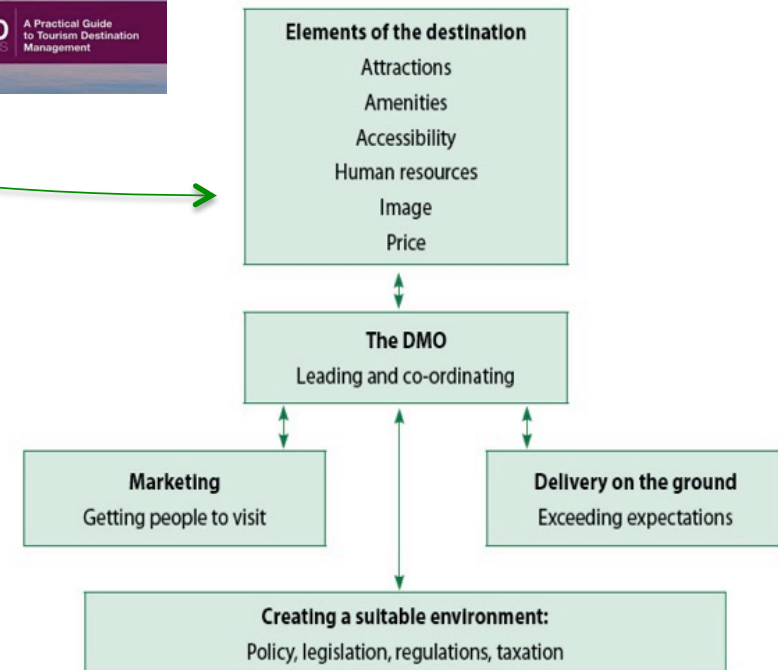 A Practical Guide
to Tourism Destination
Management
Elements of the destination
Attractions
Amenities
Accessibility
Human resources
Image
Price
The DMO
Leading and co-ordinating
Marketing
Getting people to visit
Delivery on the ground
Exceeding expectations
Creating a suitable environment:
Policy, legislation, regulations, taxation